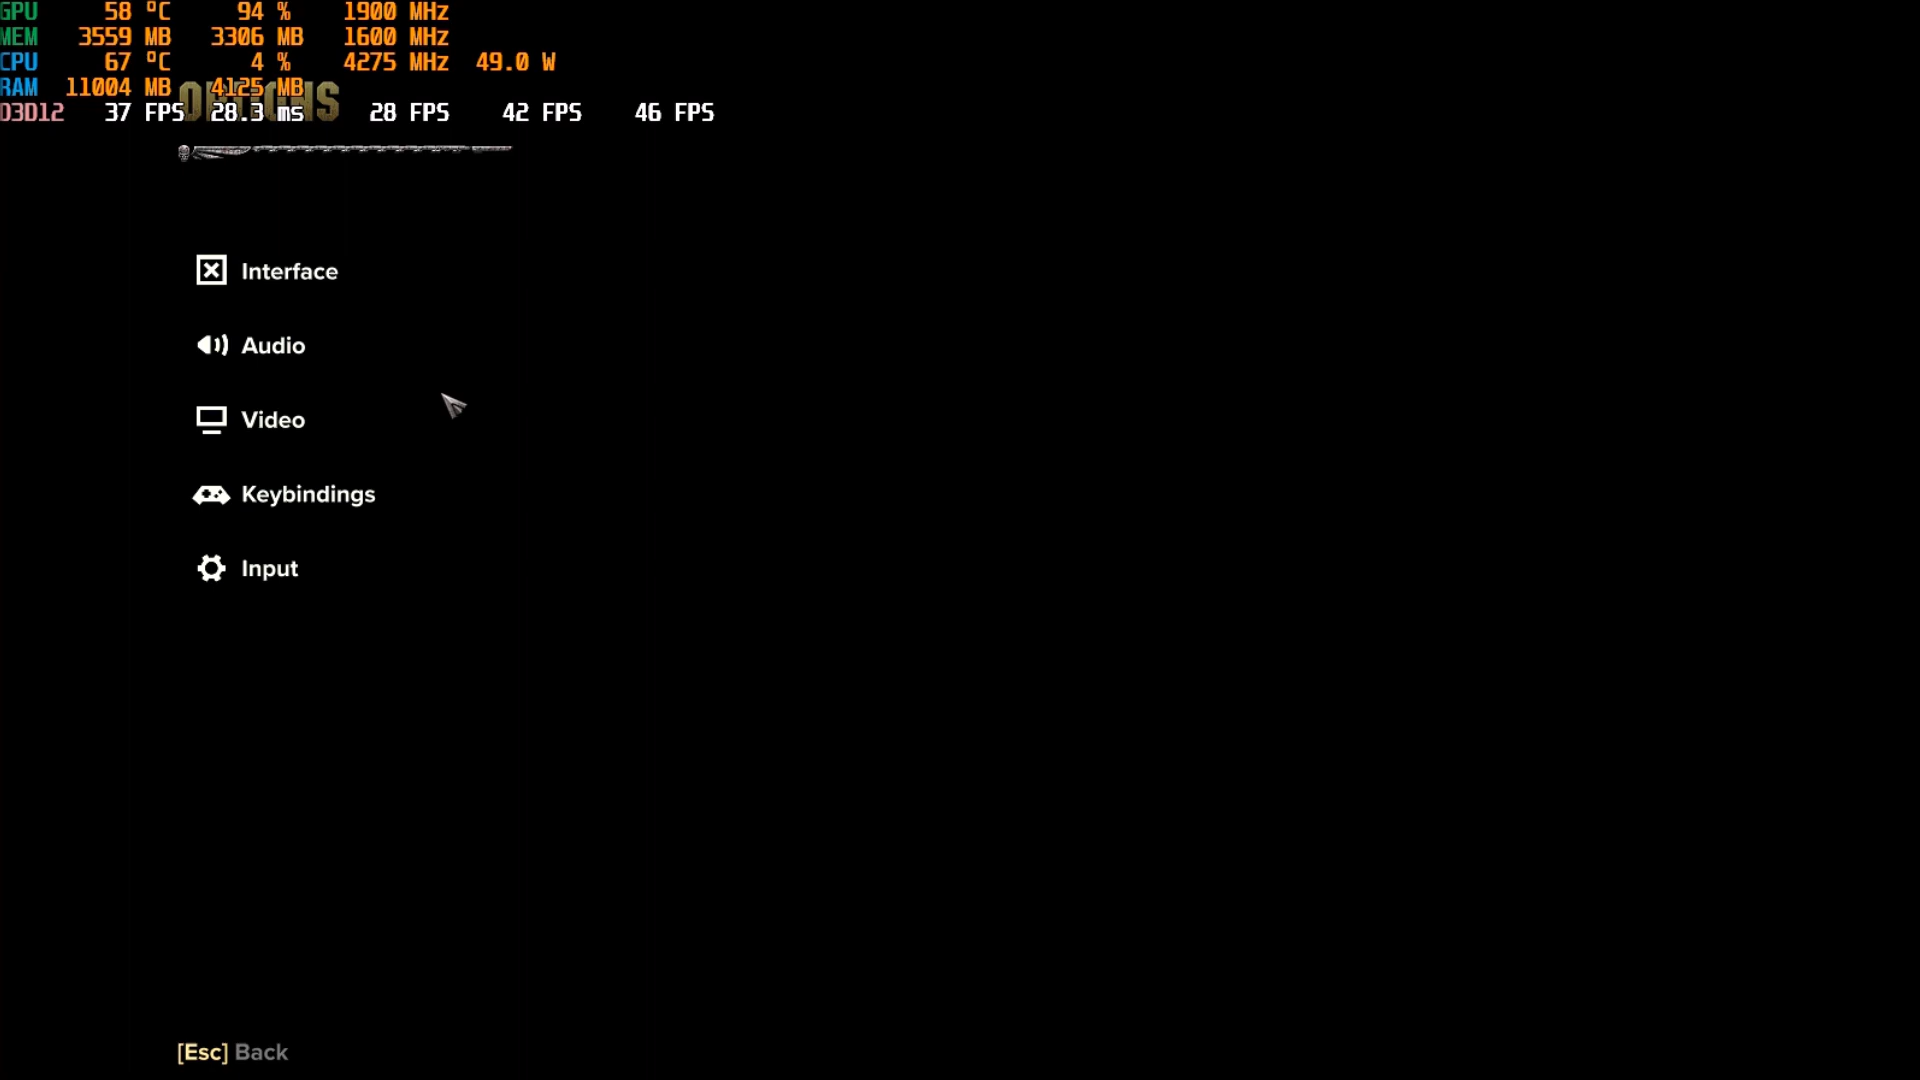 GPU 58 °C 94 % 1900 MHz
MEM 3559 MB 3306 MB 1600 MHz
CPU 67 °C 4 % 4275 MHz 49.0 W
RAM 11004 MB 4125 MB
OPTIONS
D3D12 37 FPS 28.3 ms 28 FPS 42 FPS 46 FPS
Interface
Audio
Video
Keybindings
Input
[Esc] Back